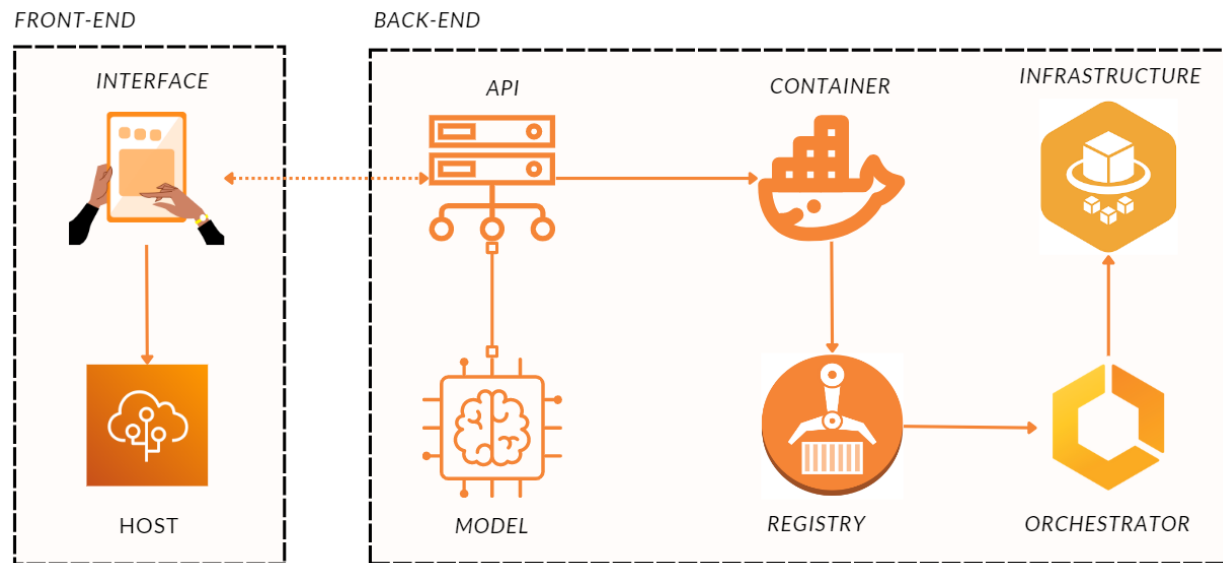 FRONT-END
BACK-END
INTERFACE
API
CONTAINER
INFRASTRUCTURE
HOST
MODEL
REGISTRY
ORCHESTRATOR